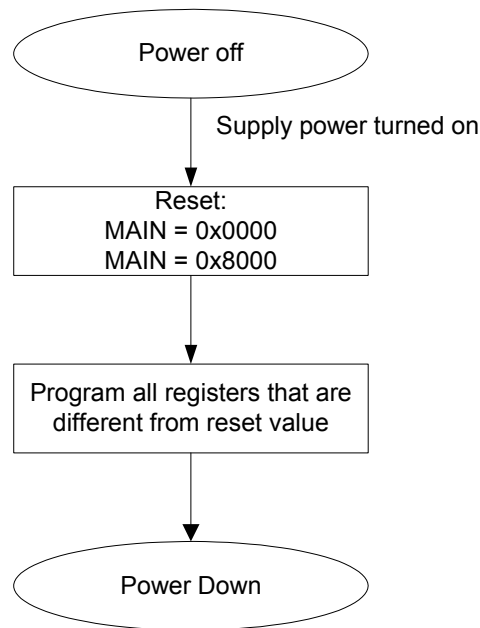 Power off
Supply power turned on
Reset:
MAIN = 0x0000
MAIN = 0x8000
Program all registers that are
different from reset value
Power Down